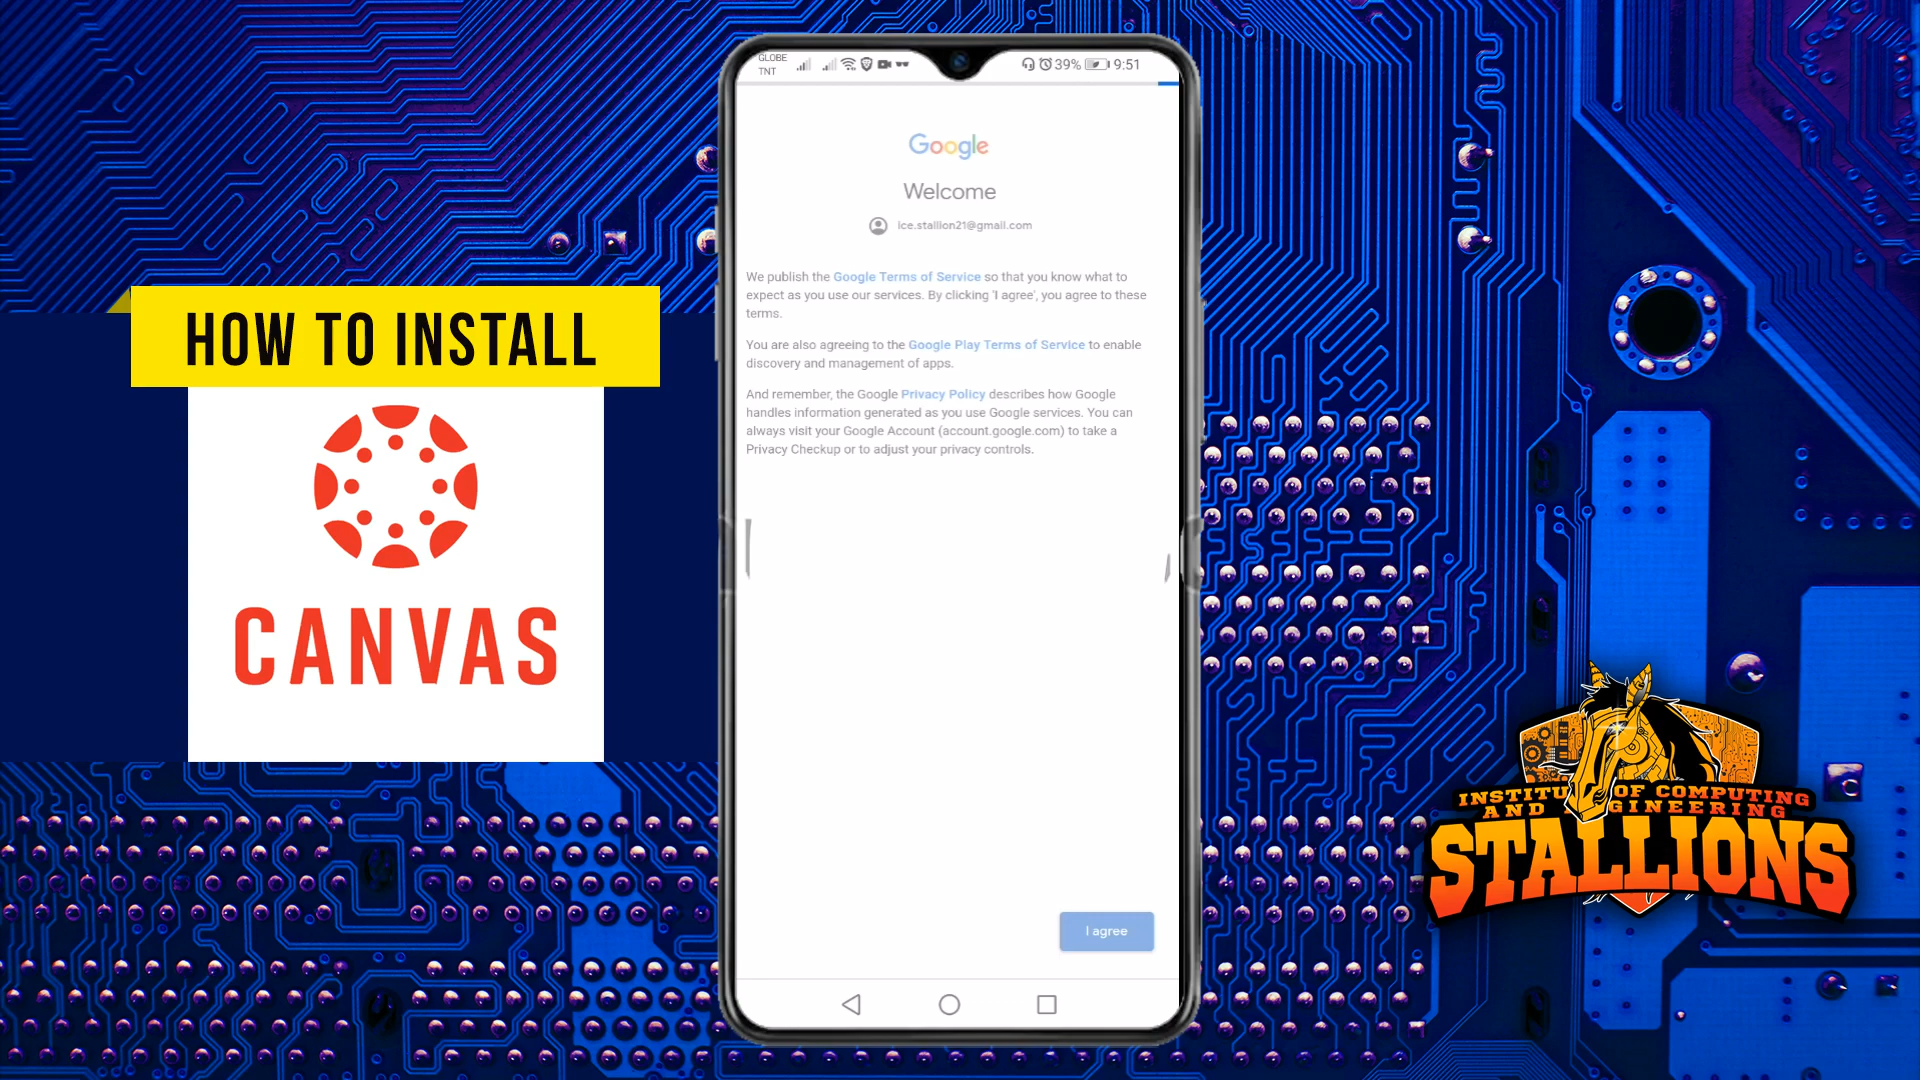 GLOBE
TNT
39%
9:51
Google
Welcome
ice.stallion21@gmail.com
We publish the Google Terms of Service so that you know what to
expect as you use our services. By clicking 'I agree', you agree to these
terms.
You are also agreeing to the Google Play Terms of Service to enable
discovery and management of apps.
And remember, the Google Privacy Policy describes how Google
handles information generated as you use Google services. You can
always visit your Google Account (account.google.com) to take a
Privacy Checkup or to adjust your privacy controls.
I agree
HOW TO INSTALL
CANVAS
INSTITU OF COMPUTING
AND GINEERING
STALLIONS